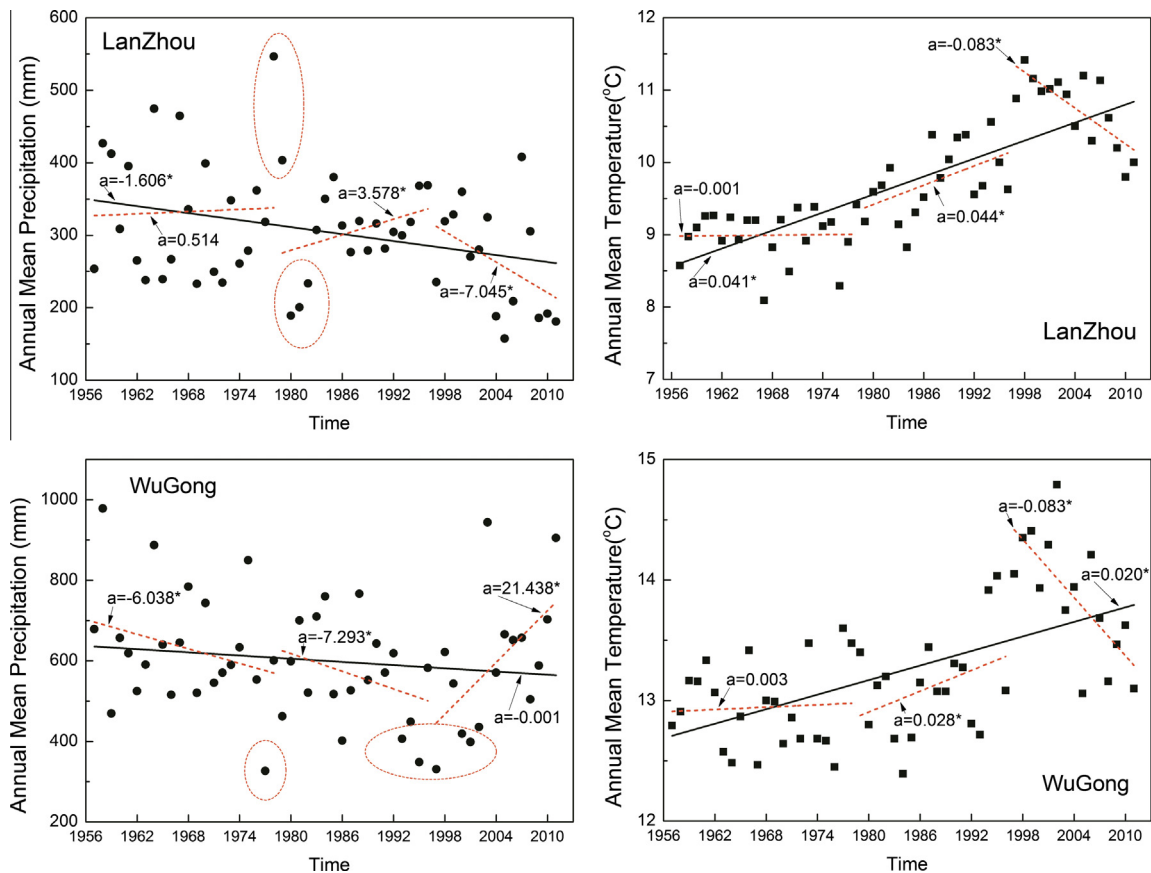 LanZhou
Annual Mean Precipitation (mm)
600
500
400
300
200
100
a=-1.606*
a=0.514
a=3.578*
a=-7.045*
1956 1962 1968 1974 1980 1986 1992 1998 2004 2010
Time
Annual Mean Temperature(°C)
12
11
10
9
8
7
a=-0.083*
a=-0.001
a=0.044*
a=0.041*
LanZhou
1956 1962 1968 1974 1980 1986 1992 1998 2004 2010
Time
WuGong
Annual Mean Precipitation (mm)
1000
800
600
400
200
a=-6.038*
a=-7.293*
a=21.438*
a=-0.001
1956 1962 1968 1974 1980 1986 1992 1998 2004 2010
Time
Annual Mean Temperature(°C)
15
14
13
12
a=-0.083*
a=0.020*
a=0.003
a=0.028*
WuGong
1956 1962 1968 1974 1980 1986 1992 1998 2004 2010
Time